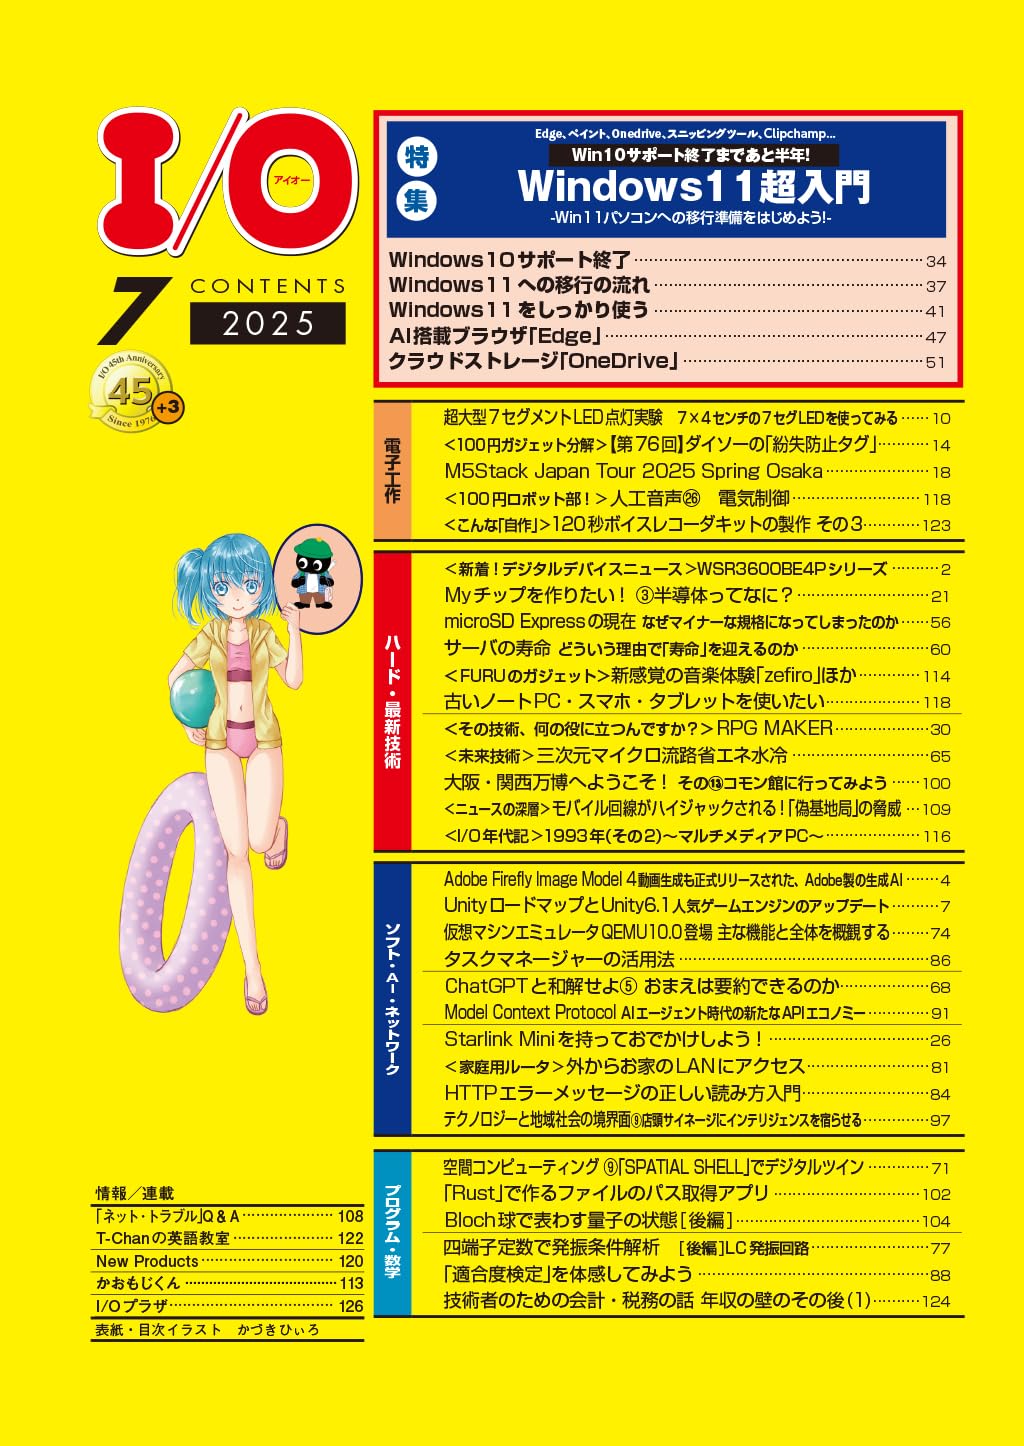 I/O
アイオー
7
CONTENTS
2025
I/O 45th Anniversary
45
+3
Since 1976
特集
Edge、ペイント、Onedrive、スニッピングツール、Clipchamp...
Win10サポート終了まであと半年!
Windows11超入門
-Win11パソコンへの移行準備をはじめよう!-
Windows10サポート終了 34
Windows11への移行の流れ 37
Windows11をしっかり使う 41
AI搭載ブラウザ「Edge」 47
クラウドストレージ「OneDrive」 51
電子工作
超大型7セグメントLED点灯実験 7×4センチの7セグLEDを使ってみる 10
<100円ガジェット分解>【第76回】ダイソーの「紛失防止タグ」 14
M5Stack Japan Tour 2025 Spring Osaka 18
<100円ロボット部!>人工音声㉖ 電気制御 118
<こんな「自作」>120秒ボイスレコーダキットの製作 その3 123
ハード・最新技術
<新着!デジタルデバイスニュース>WSR3600BE4Pシリーズ 2
Myチップを作りたい! ③半導体ってなに? 21
microSD Expressの現在 なぜマイナーな規格になってしまったのか 56
サーバの寿命 どういう理由で「寿命」を迎えるのか 60
<FURUのガジェット>新感覚の音楽体験「zefiro」ほか 114
古いノートPC・スマホ・タブレットを使いたい 118
<その技術、何の役に立つんですか?>RPG MAKER 30
<未来技術>三次元マイクロ流路省エネ水冷 65
大阪・関西万博へようこそ! その⑬コモン館に行ってみよう 100
<ニュースの深層>モバイル回線がハイジャックされる!「偽基地局」の脅威 109
<I/O年代記>1993年(その2)~マルチメディアPC~ 116
ソフト・AI・ネットワーク
Adobe Firefly Image Model 4動画生成も正式リリースされた、Adobe製の生成AI 4
UnityロードマップとUnity6.1人気ゲームエンジンのアップデート 7
仮想マシンエミュレータQEMU10.0登場 主な機能と全体を概観する 74
タスクマネージャーの活用法 86
ChatGPTと和解せよ⑤ おまえは要約できるのか 68
Model Context Protocol AIエージェント時代の新たなAPIエコノミー 91
Starlink Miniを持っておでかけしよう! 26
<家庭用ルータ>外からお家のLANにアクセス 81
HTTPエラーメッセージの正しい読み方入門 84
テクノロジーと地域社会の境界面⑨店頭サイネージにインテリジェンスを宿らせる 97
プログラム・数学
空間コンピューティング ⑨「SPATIAL SHELL」でデジタルツイン 71
「Rust」で作るファイルのパス取得アプリ 102
Bloch球で表わす量子の状態[後編] 104
四端子定数で発振条件解析 [後編]LC発振回路 77
「適合度検定」を体感してみよう 88
技術者のための会計・税務の話 年収の壁のその後(1) 124
情報/連載
「ネット・トラブル」Q&A 108
T-Chanの英語教室 122
New Products 120
かおもじくん 113
I/Oプラザ 126
表紙・目次イラスト かづきひぃろ